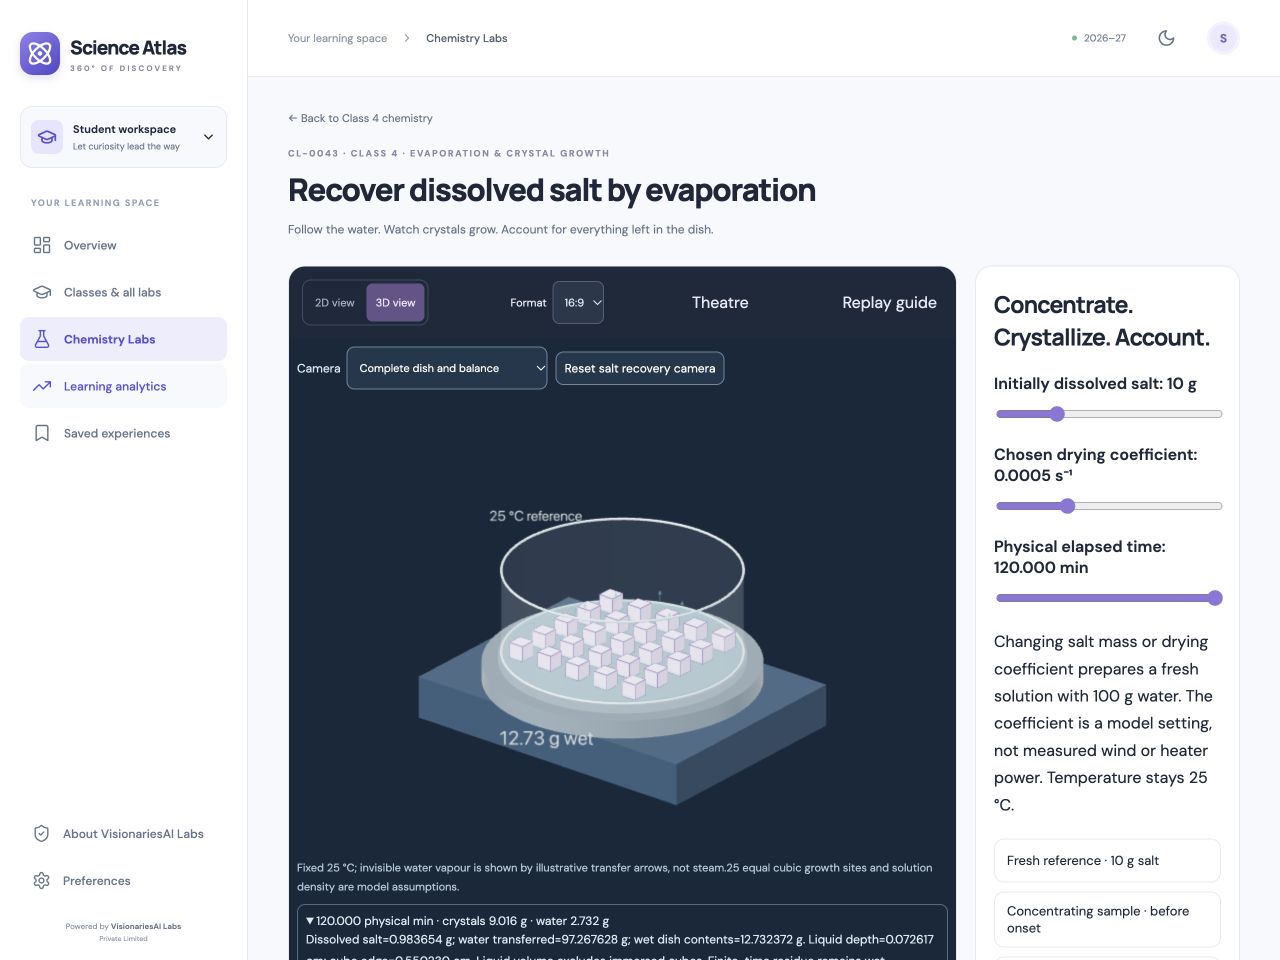 Science Atlas
360° OF DISCOVERY
Student workspace
Let curiosity lead the way
YOUR LEARNING SPACE
Overview
Classes & all labs
Chemistry Labs
Learning analytics
Saved experiences
About VisionariesAI Labs
Preferences
Powered by VisionariesAI Labs
Private Limited
Your learning space > Chemistry Labs
2026–27
S
← Back to Class 4 chemistry
CL-0043 · CLASS 4 · EVAPORATION & CRYSTAL GROWTH
Recover dissolved salt by evaporation
Follow the water. Watch crystals grow. Account for everything left in the dish.
2D view
3D view
Format
16:9
Theatre
Replay guide
Camera
Complete dish and balance
Reset salt recovery camera
25 °C reference
12.73 g wet
Fixed 25 °C; invisible water vapour is shown by illustrative transfer arrows, not steam.25 equal cubic growth sites and solution
density are model assumptions.
▼120.000 physical min · crystals 9.016 g · water 2.732 g
Dissolved salt=0.983654 g; water transferred=97.267628 g; wet dish contents=12.732372 g. Liquid depth=0.072617
Concentrate.
Crystallize. Account.
Initially dissolved salt: 10 g
Chosen drying coefficient:
0.0005 s⁻¹
Physical elapsed time:
120.000 min
Changing salt mass or drying
coefficient prepares a fresh
solution with 100 g water. The
coefficient is a model setting,
not measured wind or heater
power. Temperature stays 25
°C.
Fresh reference · 10 g salt
Concentrating sample · before
onset